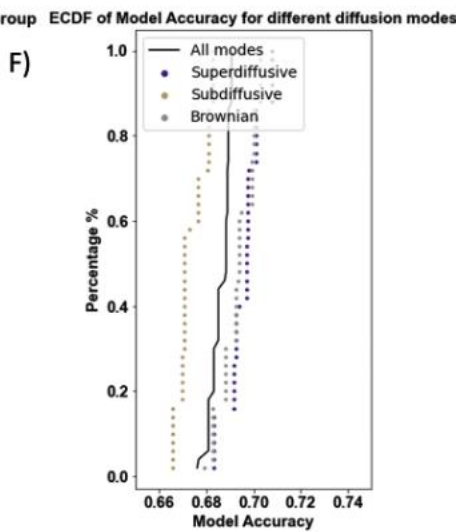 roup ECDF of Model Accuracy for different diffusion modes
F)
1.0
All modes
Superdiffusive
Subdiffusive
Brownian
0.8
0.6
0.4
0.2
0.0
Percentage %
0.66 0.68 0.70 0.72 0.74
Model Accuracy